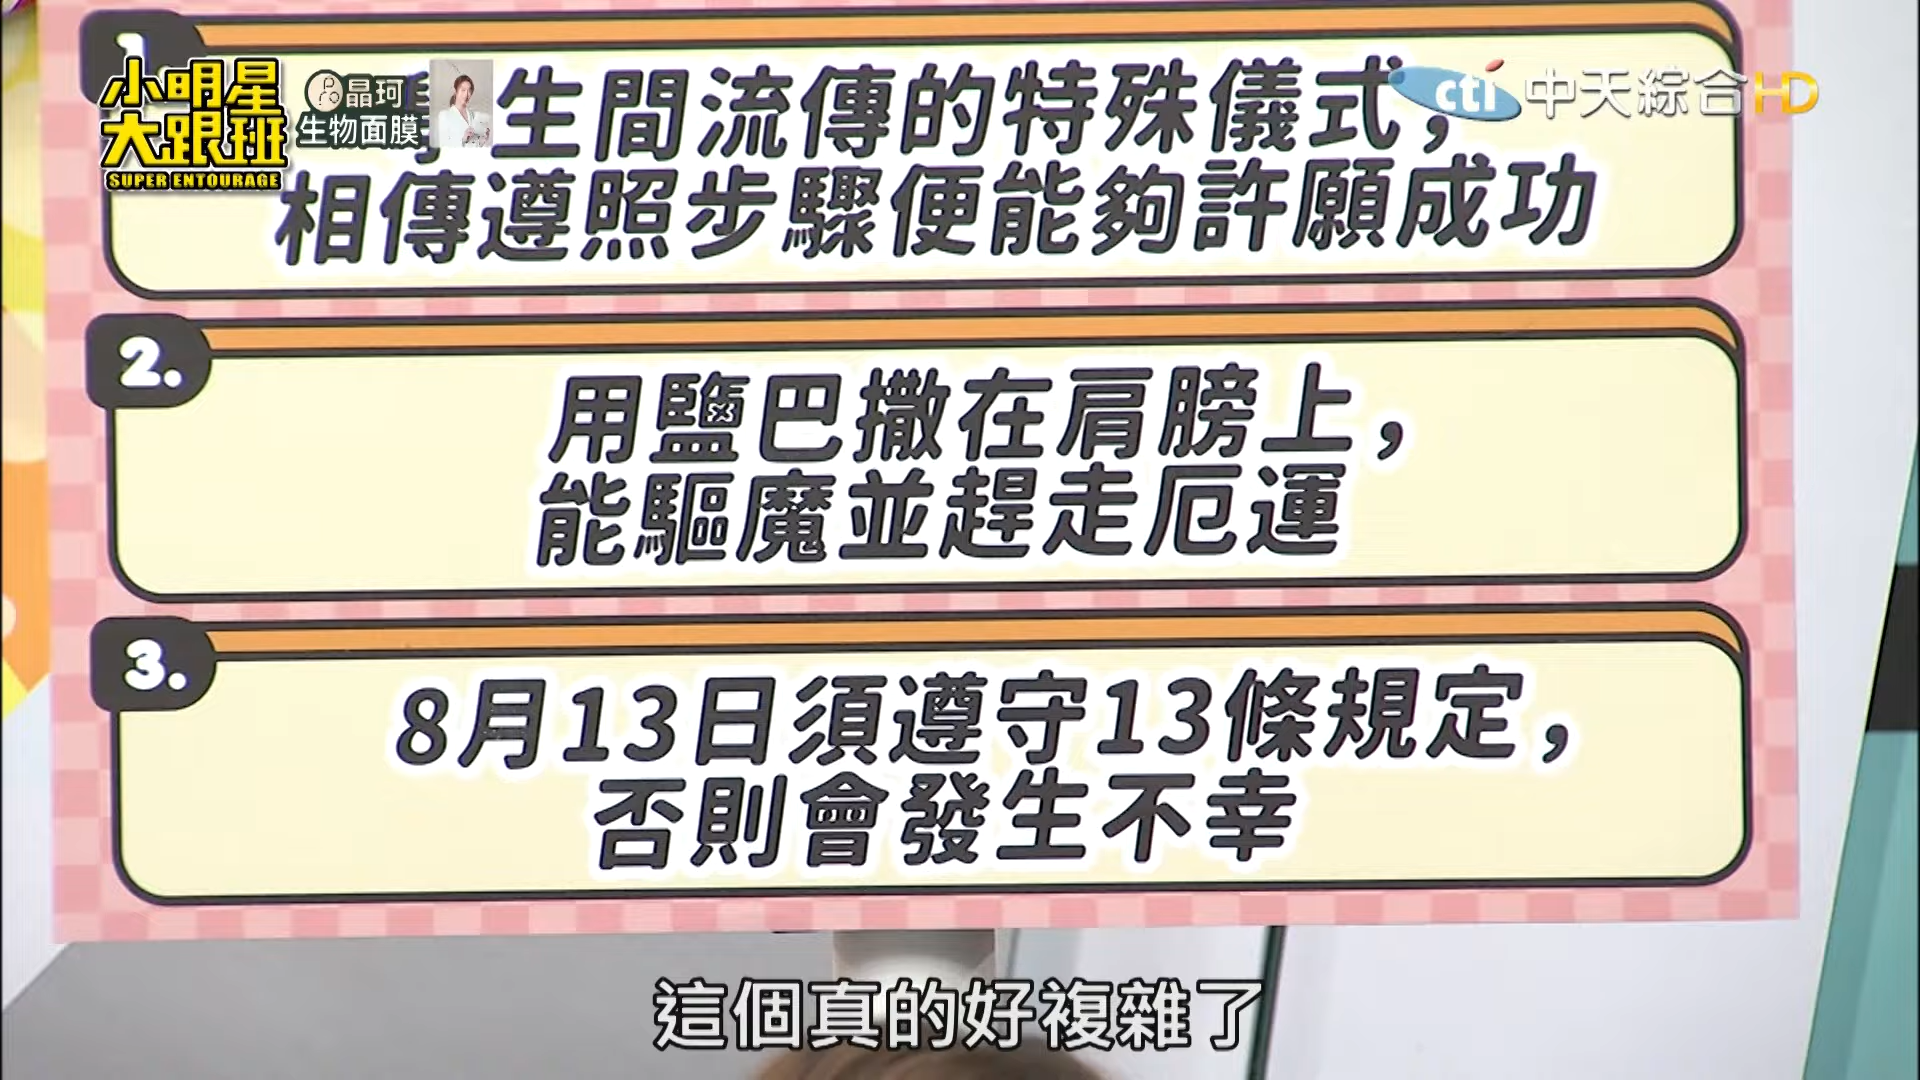 1
小明星
大跟班
SUPER ENTOURAGE
晶珂
生物面膜
生間流傳的特殊儀式，
cti 中天綜合HD
相傳遵照步驟便能夠許願成功
2.
用鹽巴撒在肩膀上，
能驅魔並趕走厄運
3.
8月13日須遵守13條規定，
否則會發生不幸
這個真的好複雜了